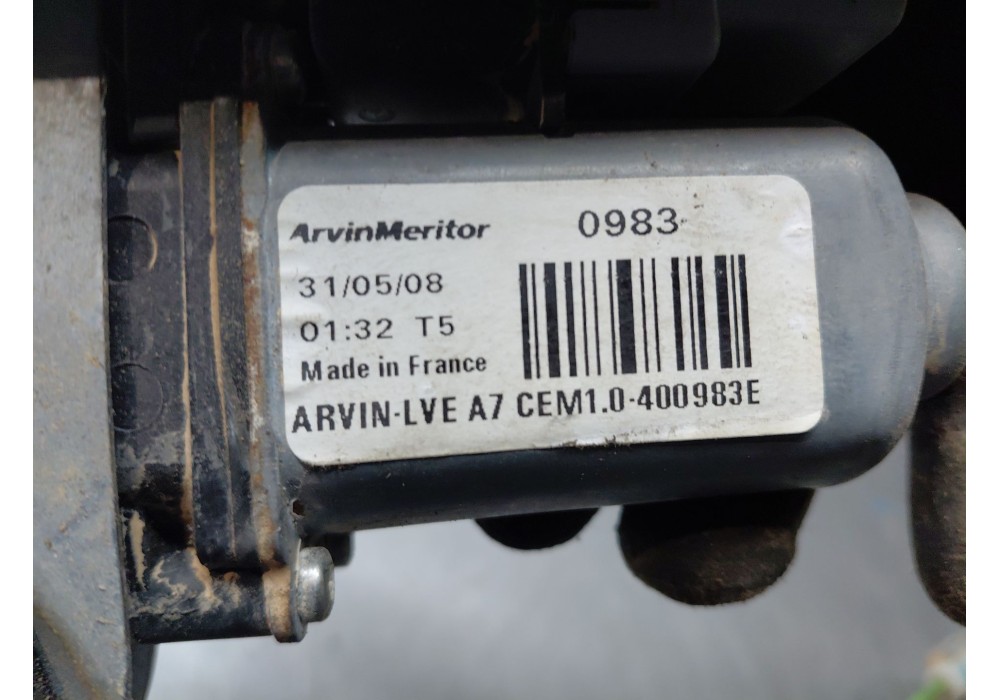 ArvinMeritor 0983
31/05/08
01:32 T5
Made in France
ARVIN-LVE A7 CEM1.0-400983E